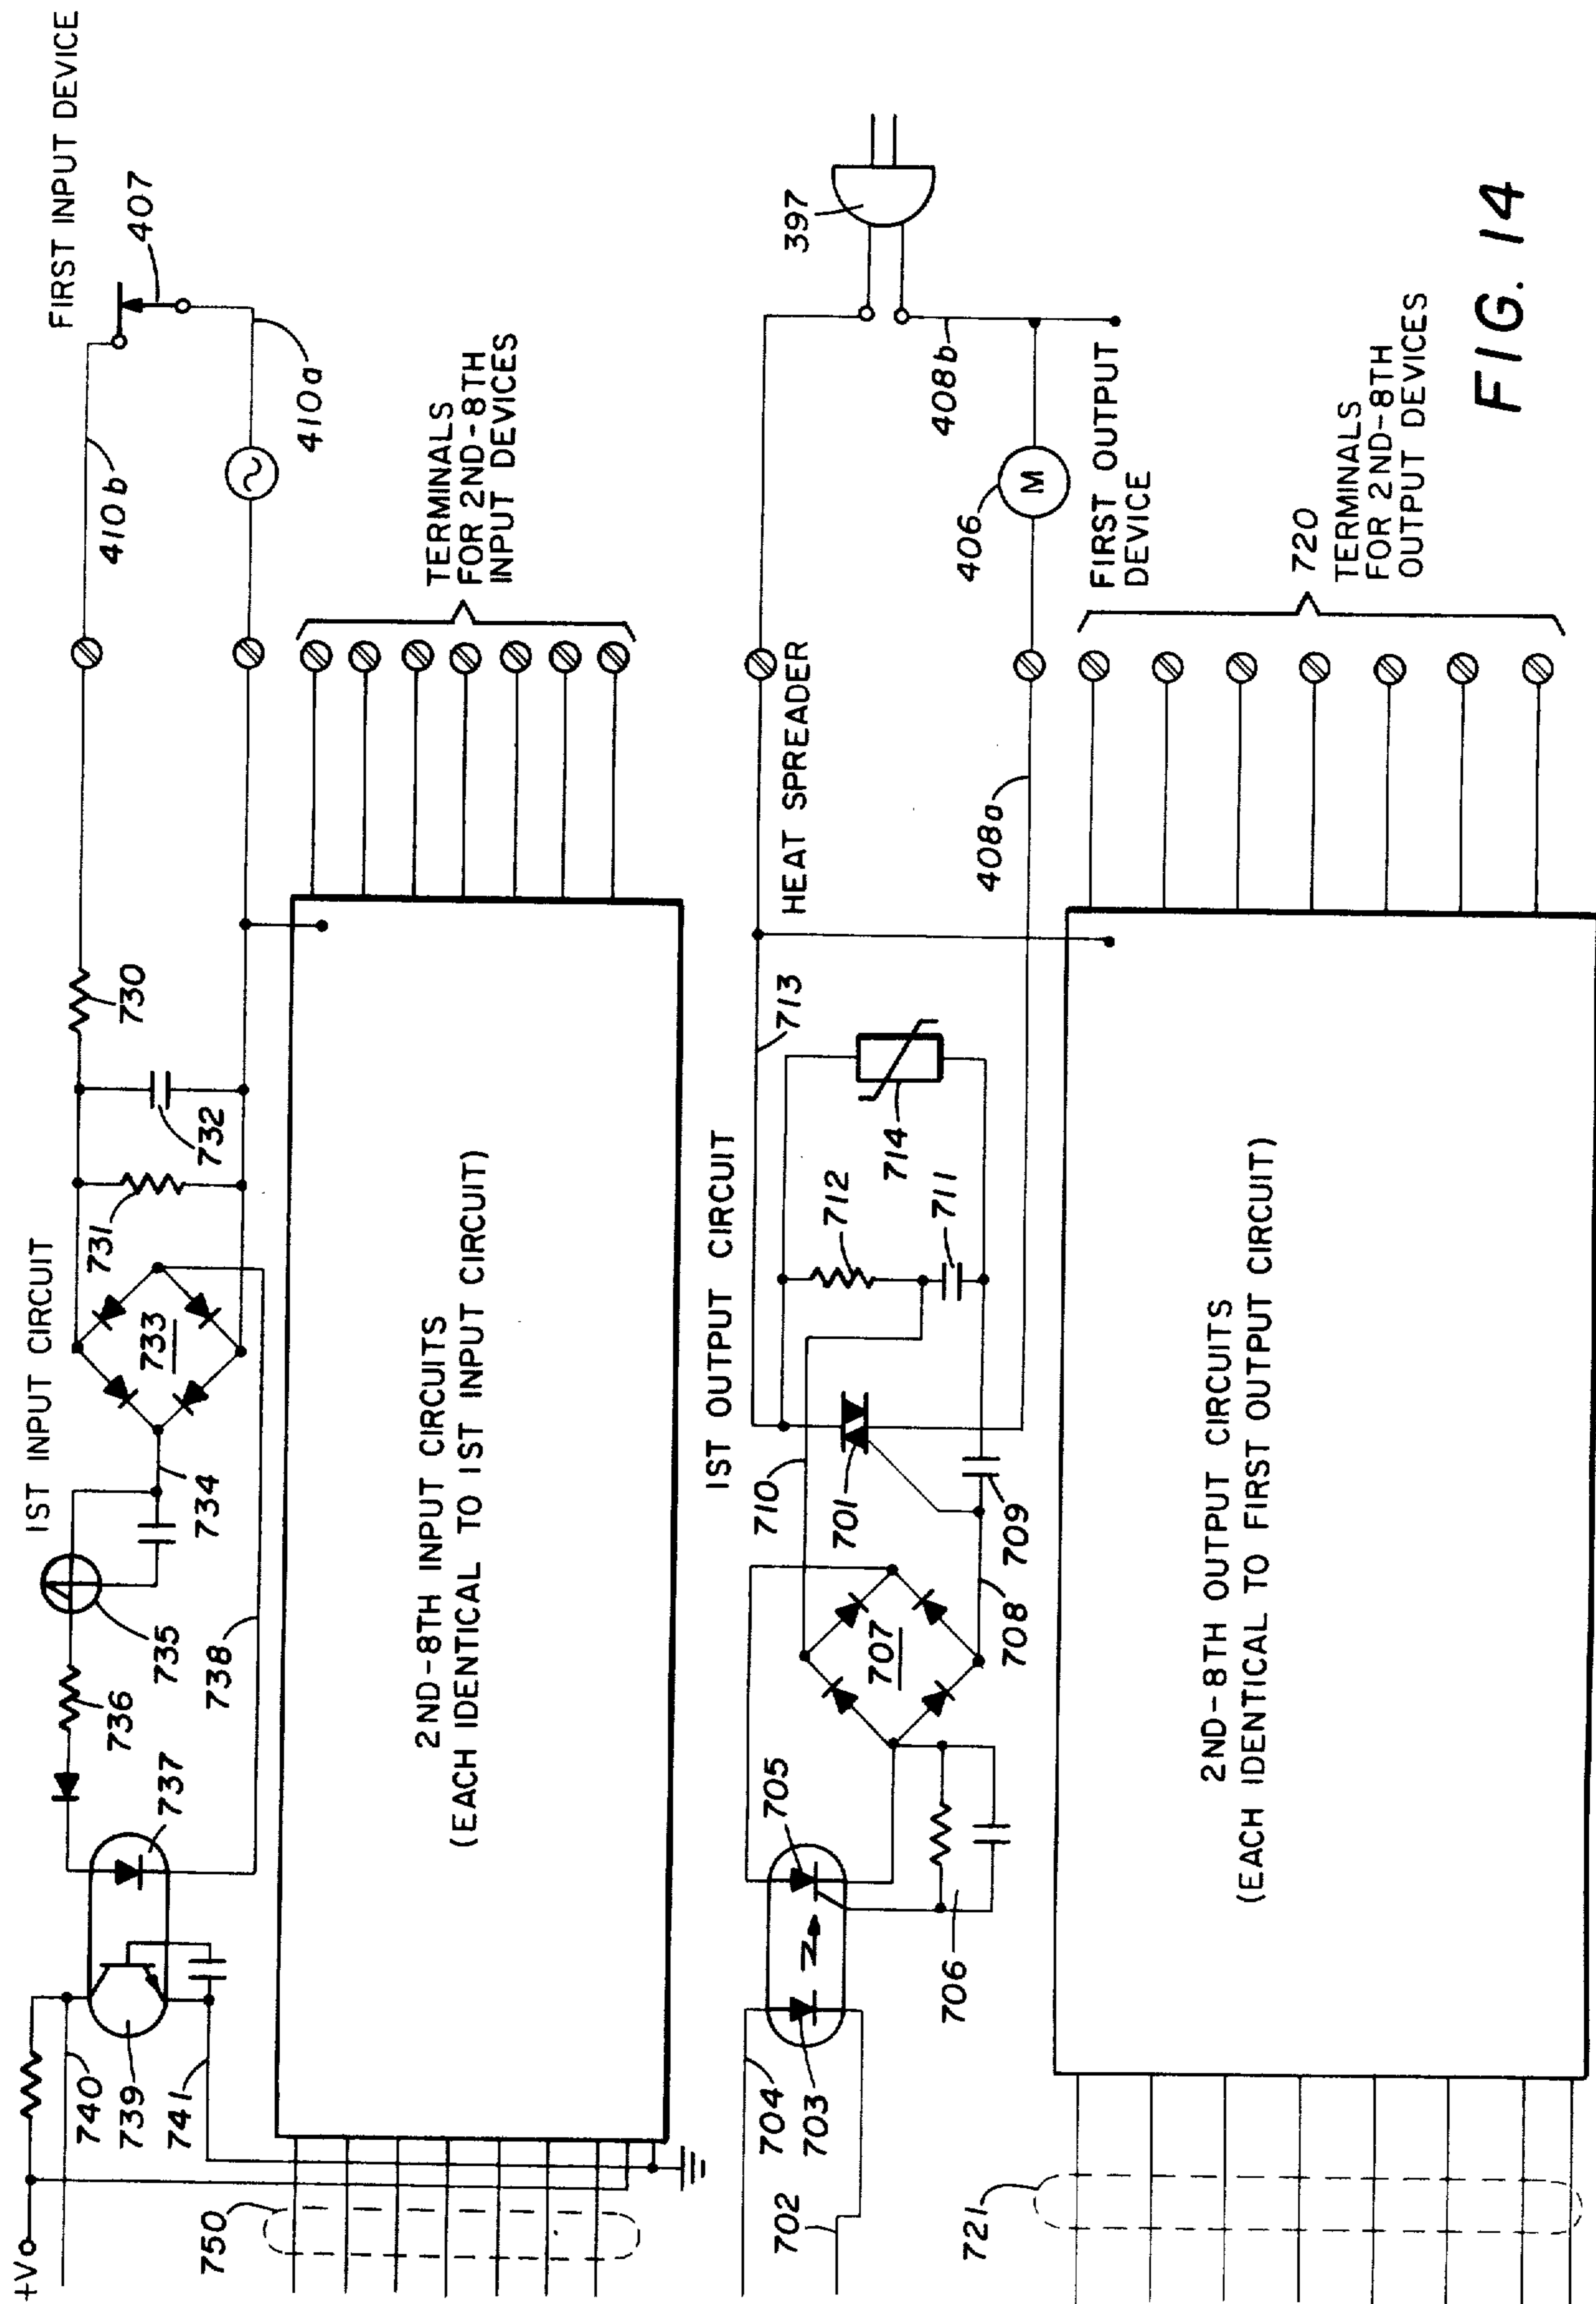 FIRST INPUT DEVICE
1ST INPUT CIRCUIT
+V
740
739
741
737
736
735
738
734
733
731
732
730
410b
410a
407
750
2ND-8TH INPUT CIRCUITS
(EACH IDENTICAL TO 1ST INPUT CIRCUIT)
TERMINALS
FOR 2ND-8TH
INPUT DEVICES
1ST OUTPUT CIRCUIT
HEAT SPREADER
702
704
703
705
706
707
708
709
710
701
712
711
714
713
408a
406
M
408b
397
FIRST OUTPUT
DEVICE
721
2ND-8TH OUTPUT CIRCUITS
(EACH IDENTICAL TO FIRST OUTPUT CIRCUIT)
720
TERMINALS
FOR 2ND-8TH
OUTPUT DEVICES
FIG. 14